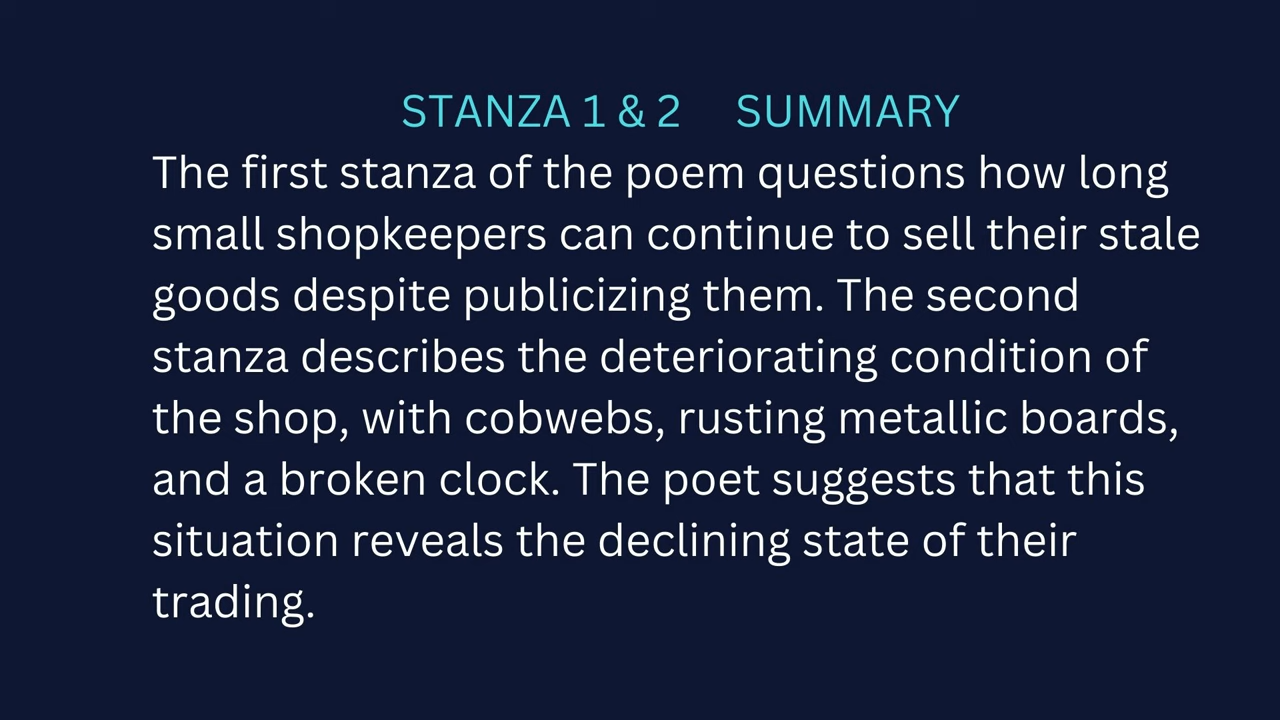 STANZA 1 & 2 SUMMARY
The first stanza of the poem questions how long
small shopkeepers can continue to sell their stale
goods despite publicizing them. The second
stanza describes the deteriorating condition of
the shop, with cobwebs, rusting metallic boards,
and a broken clock. The poet suggests that this
situation reveals the declining state of their
trading.